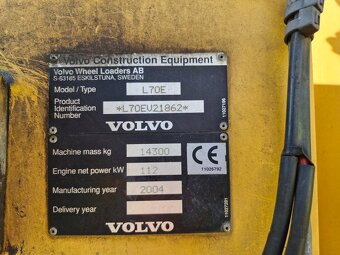 Volvo Construction Equipment
Volvo Wheel Loaders AB
S-63185 ESKILSTUNA, SWEDEN
Model / Type L70E
Product Identification Number *L70EV21862*
VOLVO
Machine mass kg 14300
Engine net power kW 112
Manufacturing year 2004
Delivery year
VOLVO
CE